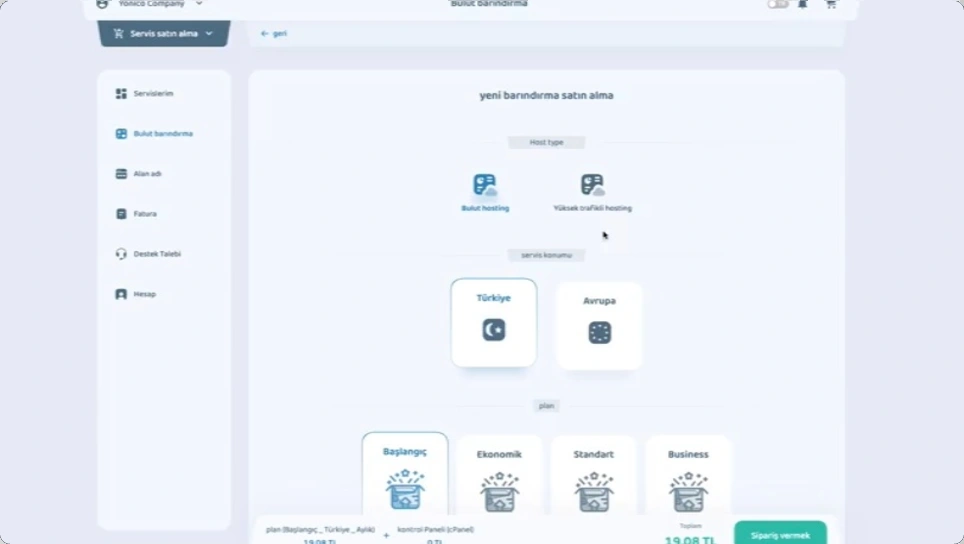 Yonico Company
Bulut barındırma
Servis satın alma
← geri
Servislerim
Bulut barındırma
Alan adı
Fatura
Destek Talebi
Hesap
yeni barındırma satın alma
Host type
Bulut hosting
Yüksek trafikli hosting
servis konumu
Türkiye
Avrupa
plan
Başlangıç
Ekonomik
Standart
Business
plan (Başlangıç _ Türkiye _ Aylık)
19.08 TL
+
kontrol Paneli (cPanel)
0 TL
Toplam
19.08 TL
Sipariş vermek